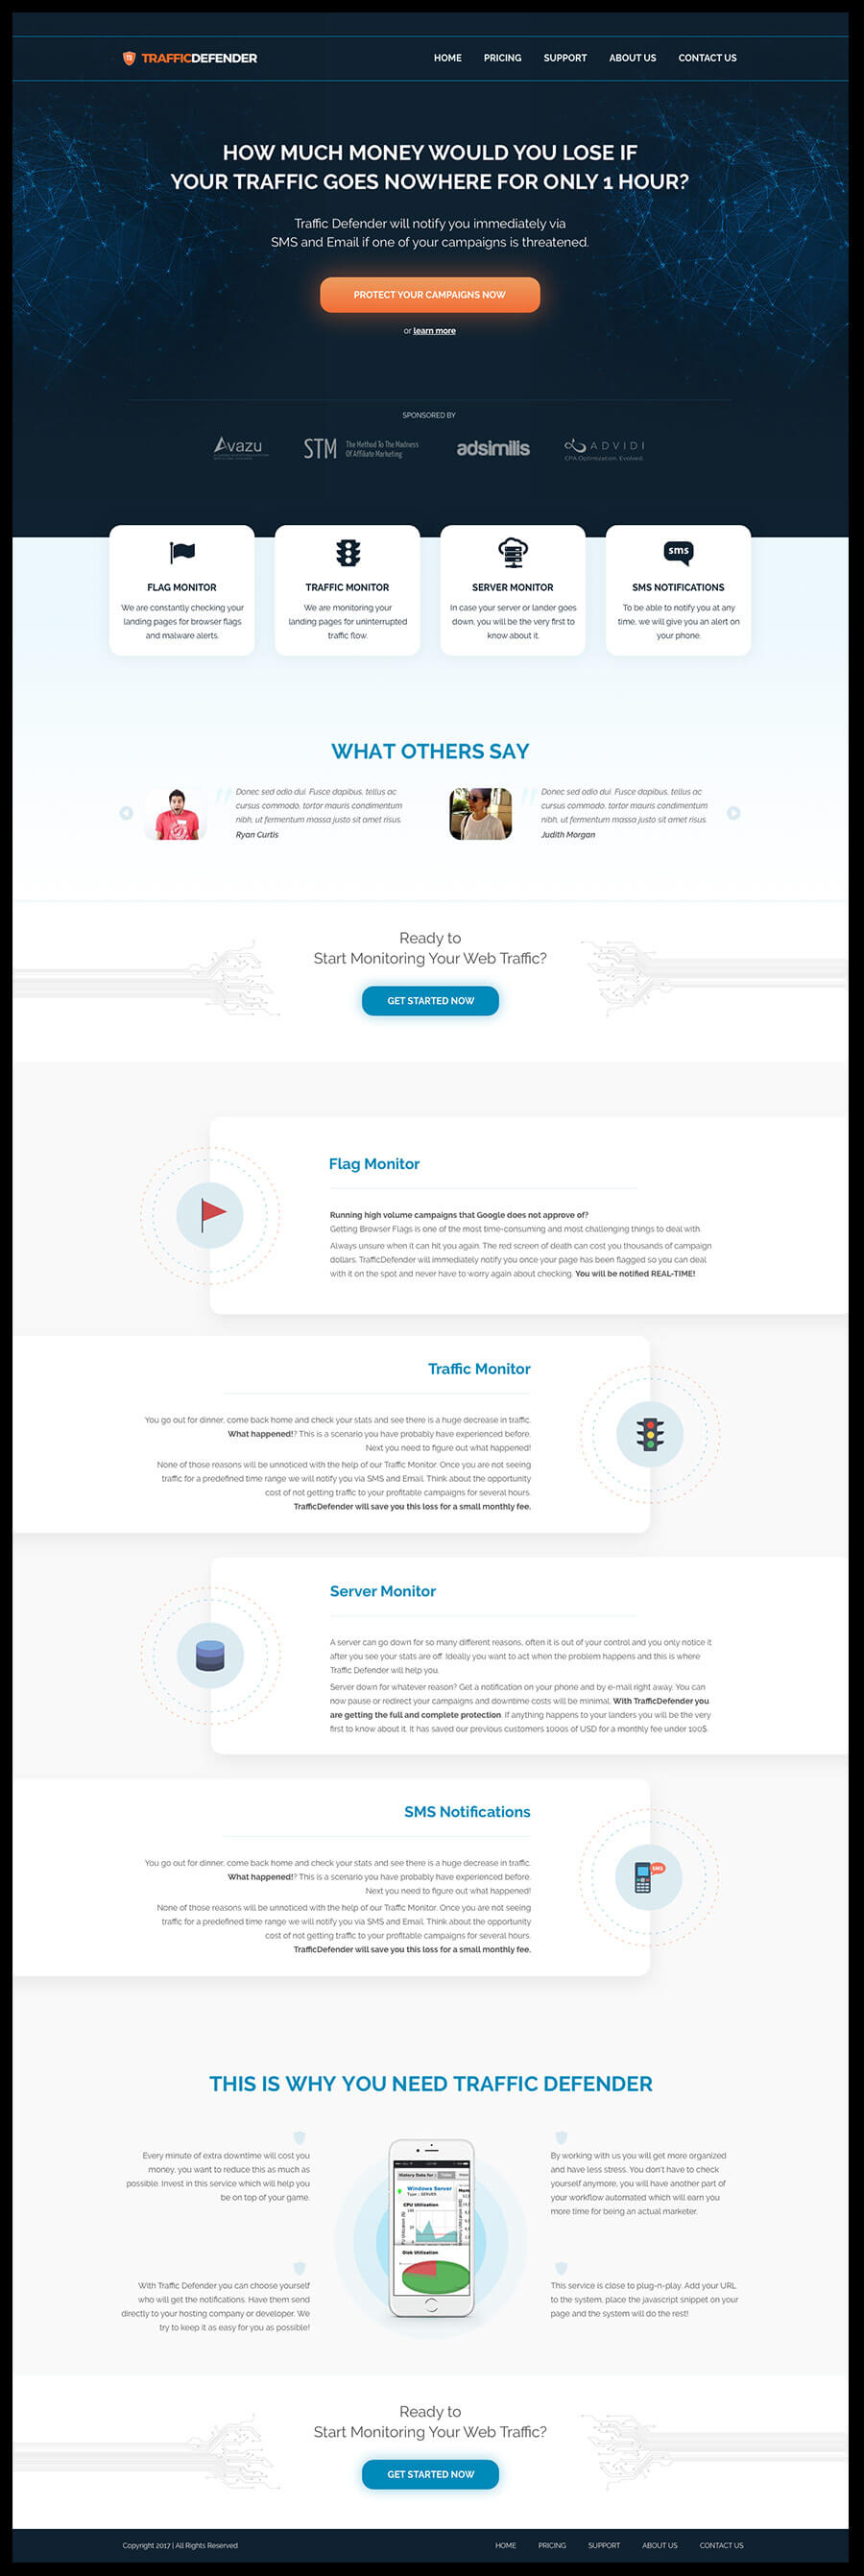 TRAFFICDEFENDER
HOME PRICING SUPPORT ABOUT US CONTACT US
HOW MUCH MONEY WOULD YOU LOSE IF
YOUR TRAFFIC GOES NOWHERE FOR ONLY 1 HOUR?
Traffic Defender will notify you immediately via
SMS and Email if one of your campaigns is threatened.
PROTECT YOUR CAMPAIGNS NOW
or learn more
SPONSORED BY
Avazu
STM The Method To The Madness
Of Affiliate Marketing
adsimilis
ADVIDI
CPA Optimization. Evolved.
FLAG MONITOR
We are constantly checking your
landing pages for browser flags
and malware alerts.
TRAFFIC MONITOR
We are monitoring your
landing pages for uninterrupted
traffic flow.
SERVER MONITOR
In case your server or lander goes
down, you will be the very first to
know about it.
sms
SMS NOTIFICATIONS
To be able to notify you at any
time, we will give you an alert on
your phone.
WHAT OTHERS SAY
Donec sed odio dui. Fusce dapibus, tellus ac
cursus commodo, tortor mauris condimentum
nibh, ut fermentum massa justo sit amet risus.
Ryan Curtis
Donec sed odio dui. Fusce dapibus, tellus ac
cursus commodo, tortor mauris condimentum
nibh, ut fermentum massa justo sit amet risus.
Judith Morgan
Ready to
Start Monitoring Your Web Traffic?
GET STARTED NOW
Flag Monitor
Running high volume campaigns that Google does not approve of?
Getting Browser Flags is one of the most time-consuming and most challenging things to deal with.
Always unsure when it can hit you again. The red screen of death can cost you thousands of campaign
dollars. TrafficDefender will immediately notify you once your page has been flagged so you can deal
with it on the spot and never have to worry again about checking. You will be notified REAL-TIME!
Traffic Monitor
You go out for dinner, come back home and check your stats and see there is a huge decrease in traffic.
What happened!? This is a scenario you have probably have experienced before.
Next you need to figure out what happened!
None of those reasons will be unnoticed with the help of our Traffic Monitor. Once you are not seeing
traffic for a predefined time range we will notify you via SMS and Email. Think about the opportunity
cost of not getting traffic to your profitable campaigns for several hours.
TrafficDefender will save you this loss for a small monthly fee.
Server Monitor
A server can go down for so many different reasons, often it is out of your control and you only notice it
after you see your stats are off. Ideally you want to act when the problem happens and this is where
Traffic Defender will help you.
Server down for whatever reason? Get a notification on your phone and by e-mail right away. You can
now pause or redirect your campaigns and downtime costs will be minimal. With TrafficDefender you
are getting the full and complete protection. If anything happens to your landers you will be the very
first to know about it. It has saved our previous customers 1000s of USD for a monthly fee under 100$.
SMS Notifications
You go out for dinner, come back home and check your stats and see there is a huge decrease in traffic.
What happened!? This is a scenario you have probably have experienced before.
Next you need to figure out what happened!
None of those reasons will be unnoticed with the help of our Traffic Monitor. Once you are not seeing
traffic for a predefined time range we will notify you via SMS and Email. Think about the opportunity
cost of not getting traffic to your profitable campaigns for several hours.
TrafficDefender will save you this loss for a small monthly fee.
SMS
THIS IS WHY YOU NEED TRAFFIC DEFENDER
Every minute of extra downtime will cost you
money, you want to reduce this as much as
possible. Invest in this service which will help you
be on top of your game.
With Traffic Defender you can choose yourself
who will get the notifications. Have them send
directly to your hosting company or developer. We
try to keep it as easy for you as possible!
History Data for : Today
Windows Server
Type : SERVER
CPU Utilisation
Disk Utilisation
By working with us you will get more organized
and have less stress. You don't have to check
yourself anymore, you will have another part of
your workflow automated which will earn you
more time for being an actual marketer.
This service is close to plug-n-play. Add your URL
to the system, place the javascript snippet on your
page and the system will do the rest!
Ready to
Start Monitoring Your Web Traffic?
GET STARTED NOW
Copyright 2017 | All Rights Reserved
HOME PRICING SUPPORT ABOUT US CONTACT US